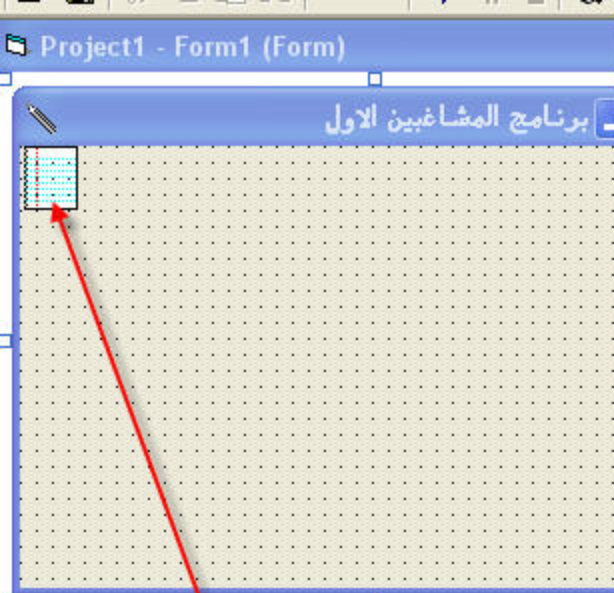 Project1 - Form1 (Form)
برنامج المشاغبين الاول